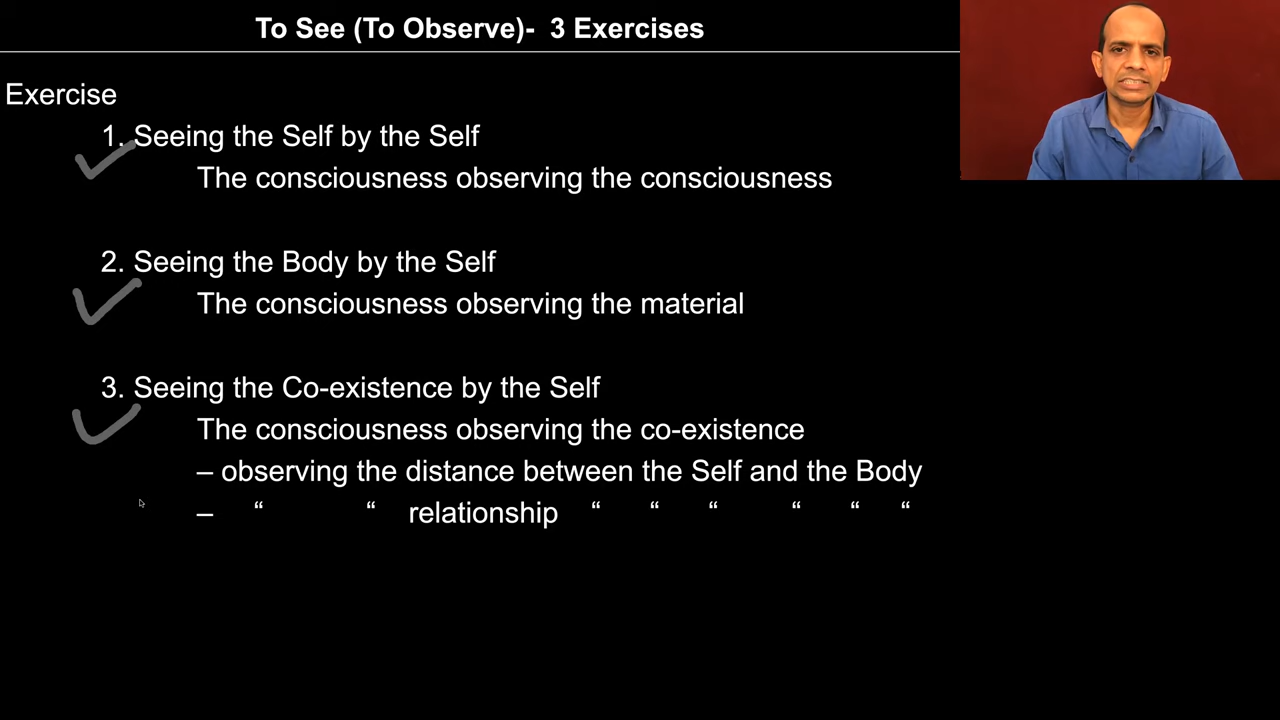 To See (To Observe)- 3 Exercises
Exercise
1. Seeing the Self by the Self
The consciousness observing the consciousness
2. Seeing the Body by the Self
The consciousness observing the material
3. Seeing the Co-existence by the Self
The consciousness observing the co-existence
– observing the distance between the Self and the Body
– “ “ relationship “ “ “ “ “ “